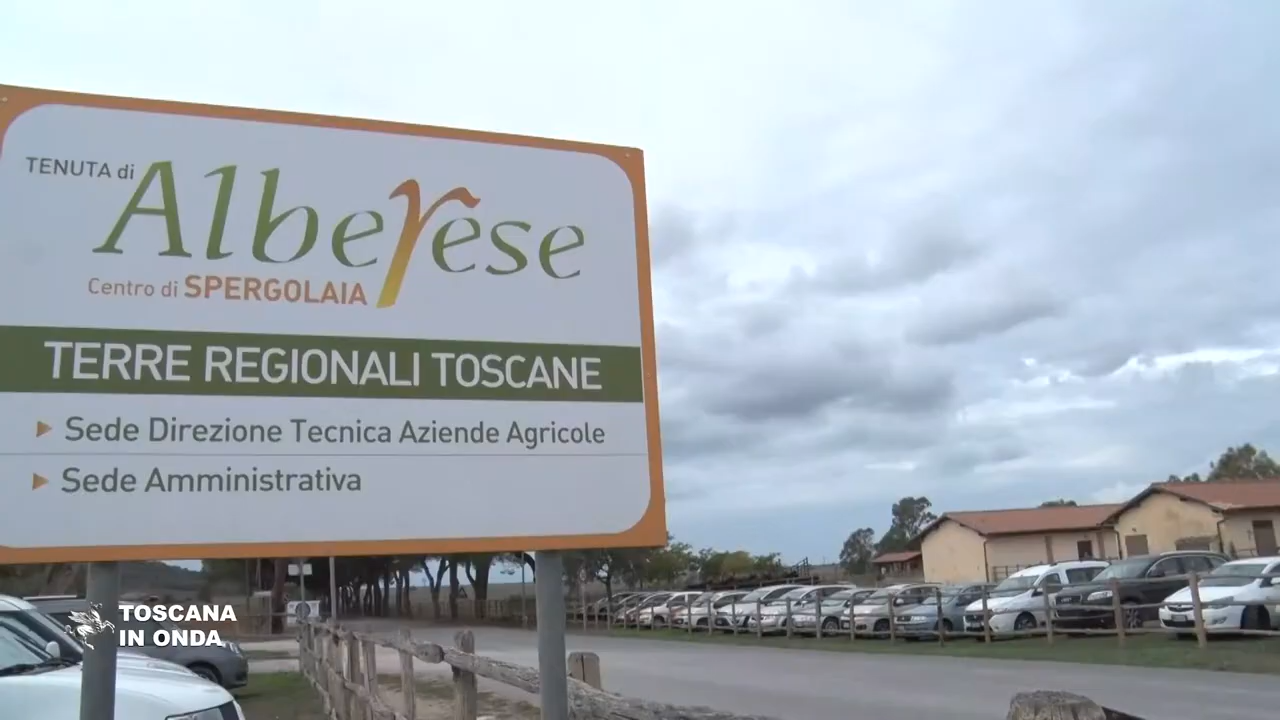 TENUTA di
Alberese
Centro di SPERGOLAIA
TERRE REGIONALI TOSCANE
Sede Direzione Tecnica Aziende Agricole
Sede Amministrativa
TOSCANA
IN ONDA